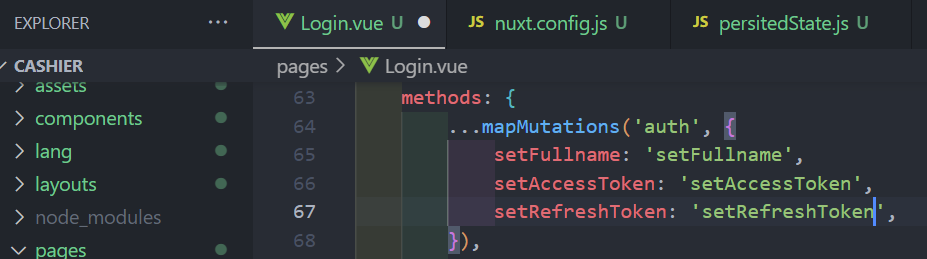 EXPLORER ···
Login.vue U
JS nuxt.config.js U
JS persitedState.js U
CASHIER
assets
components
lang
layouts
node_modules
pages
pages > Login.vue
63 methods: {
64 ...mapMutations('auth', {
65 setFullname: 'setFullname',
66 setAccessToken: 'setAccessToken',
67 setRefreshToken: 'setRefreshToken',
68 }),